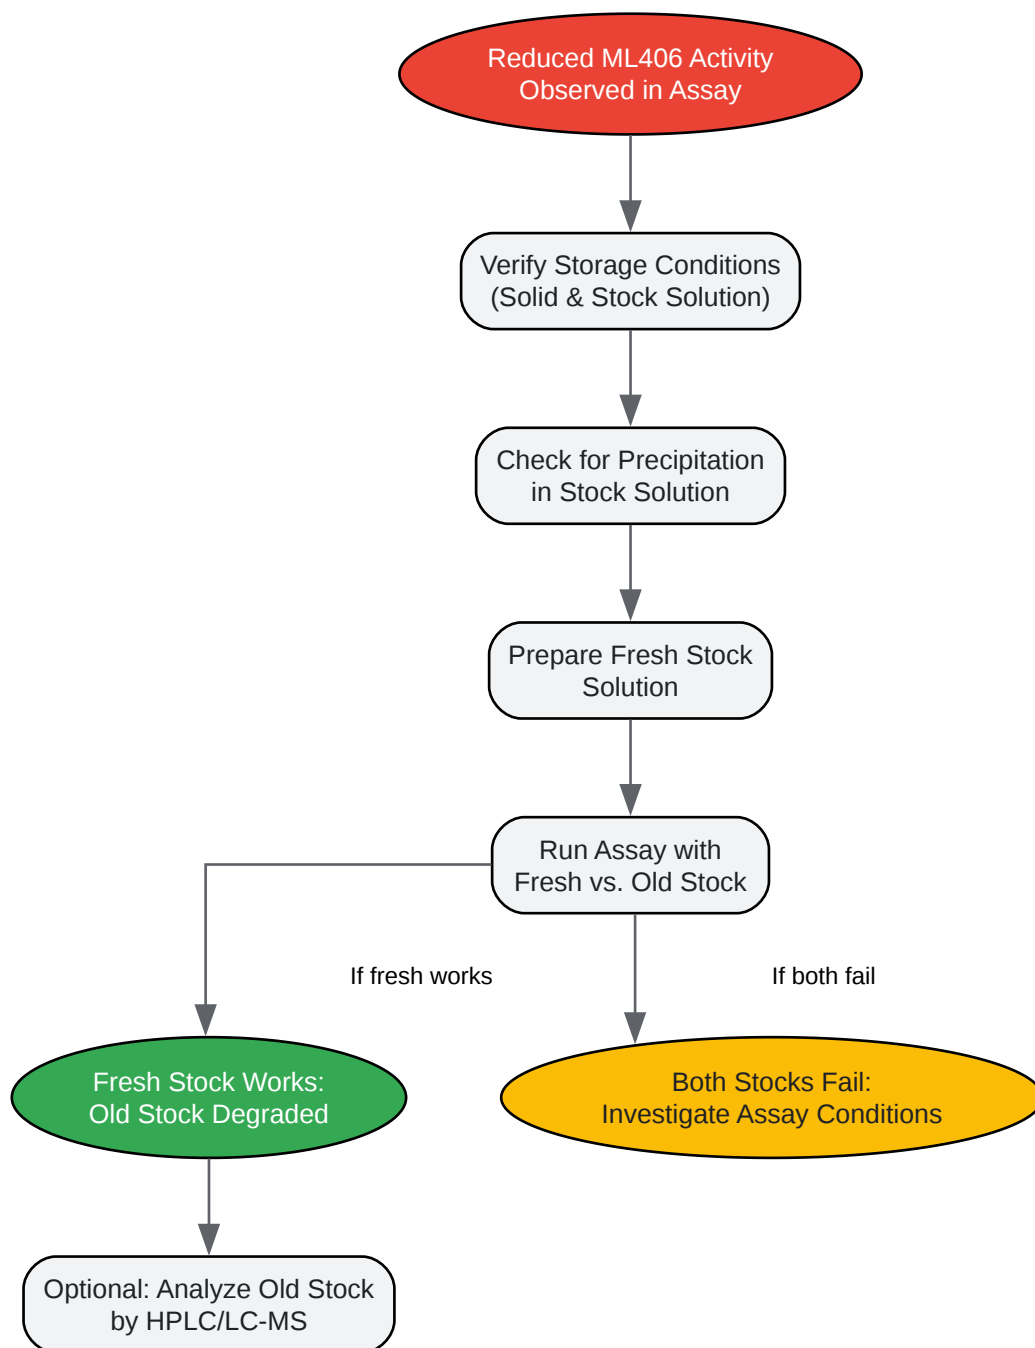 Reduced ML406 Activity
Observed in Assay
Verify Storage Conditions
(Solid & Stock Solution)
Check for Precipitation
in Stock Solution
Prepare Fresh Stock
Solution
Run Assay with
Fresh vs. Old Stock
If fresh works
If both fail
Fresh Stock Works:
Old Stock Degraded
Both Stocks Fail:
Investigate Assay Conditions
Optional: Analyze Old Stock
by HPLC/LC-MS